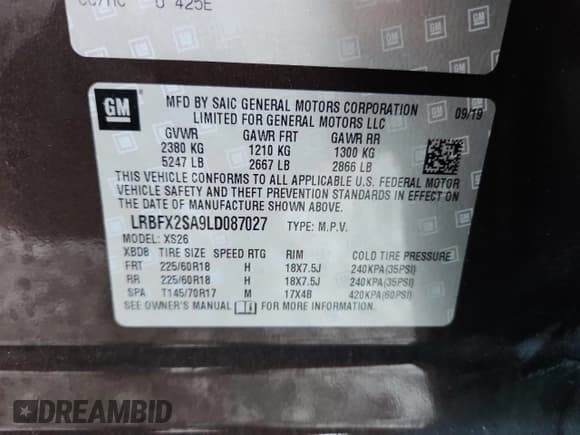 U 425E
GM
MFD BY SAIC GENERAL MOTORS CORPORATION
LIMITED FOR GENERAL MOTORS LLC
09/19
GVWR GAWR FRT GAWR RR
2380 KG 1210 KG 1300 KG
5247 LB 2667 LB 2866 LB
THIS VEHICLE CONFORMS TO ALL APPLICABLE U.S. FEDERAL MOTOR
VEHICLE SAFETY AND THEFT PREVENTION STANDARDS IN EFFECT ON
THE DATE OF MANUFACTURE SHOWN ABOVE.
LRBFX2SA9LD087027 TYPE: M.P.V.
MODEL: XS26
XBDB TIRE SIZE SPEED RTG RIM COLD TIRE PRESSURE
FRT 225/60R18 H 18X7.5J 240KPA(35PSI)
RR 225/60R18 H 18X7.5J 240KPA(35PSI)
SPA T145/70R17 M 17X4B 420KPA(60PSI)
SEE OWNER'S MANUAL FOR MORE INFORMATION.
DREAMBID